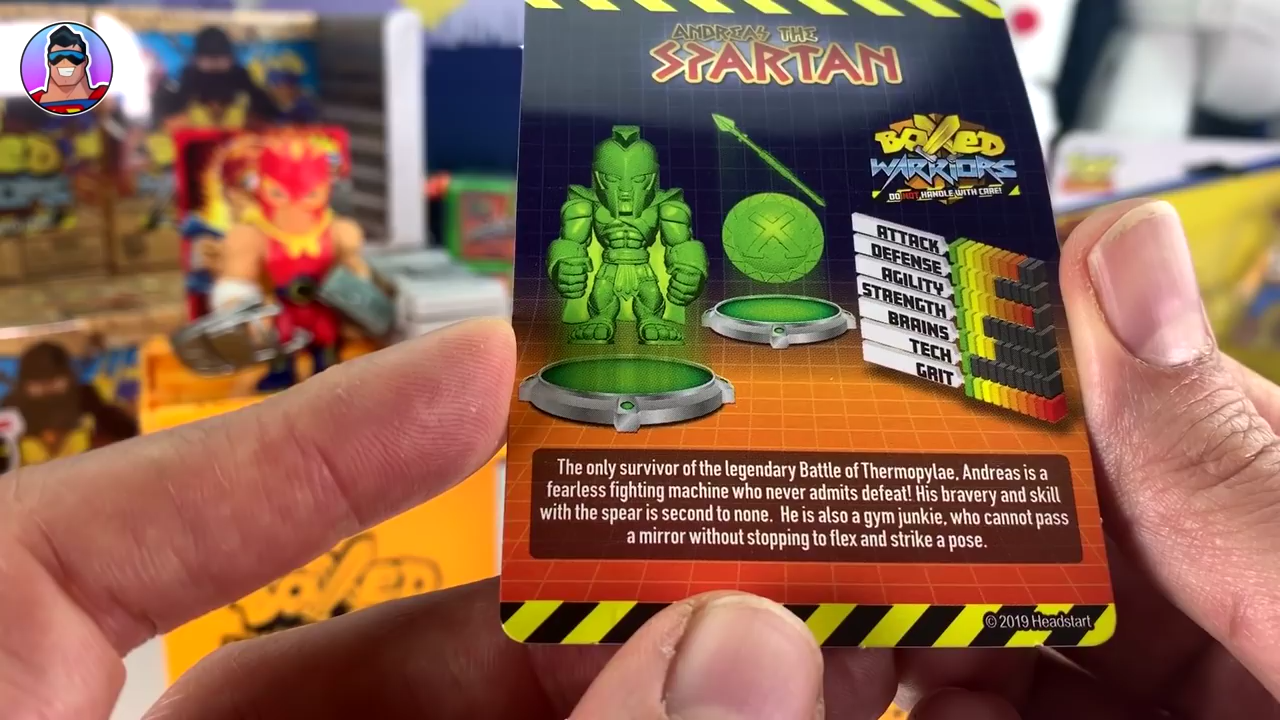 ANDREAS THE
SPARTAN
BOXED
WARRIORS
DO NOT HANDLE WITH CARE!
ATTACK
DEFENSE
AGILITY
STRENGTH
BRAINS
TECH
GRIT
The only survivor of the legendary Battle of Thermopylae, Andreas is a
fearless fighting machine who never admits defeat! His bravery and skill
with the spear is second to none. He is also a gym junkie, who cannot pass
a mirror without stopping to flex and strike a pose.
© 2019 Headstart